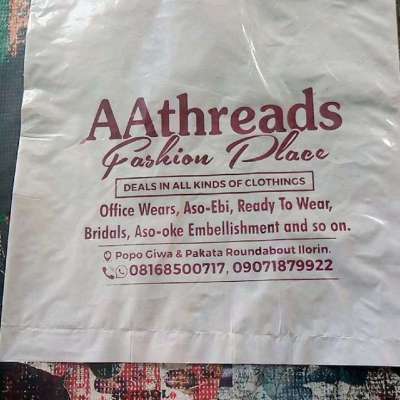 AAthreads
Fashion Place
DEALS IN ALL KINDS OF CLOTHINGS
Office Wears, Aso-Ebi, Ready To Wear,
Bridals, Aso-oke Embellishment and so on.
Popo Giwa & Pakata Roundabout Ilorin.
08168500717, 09071879922